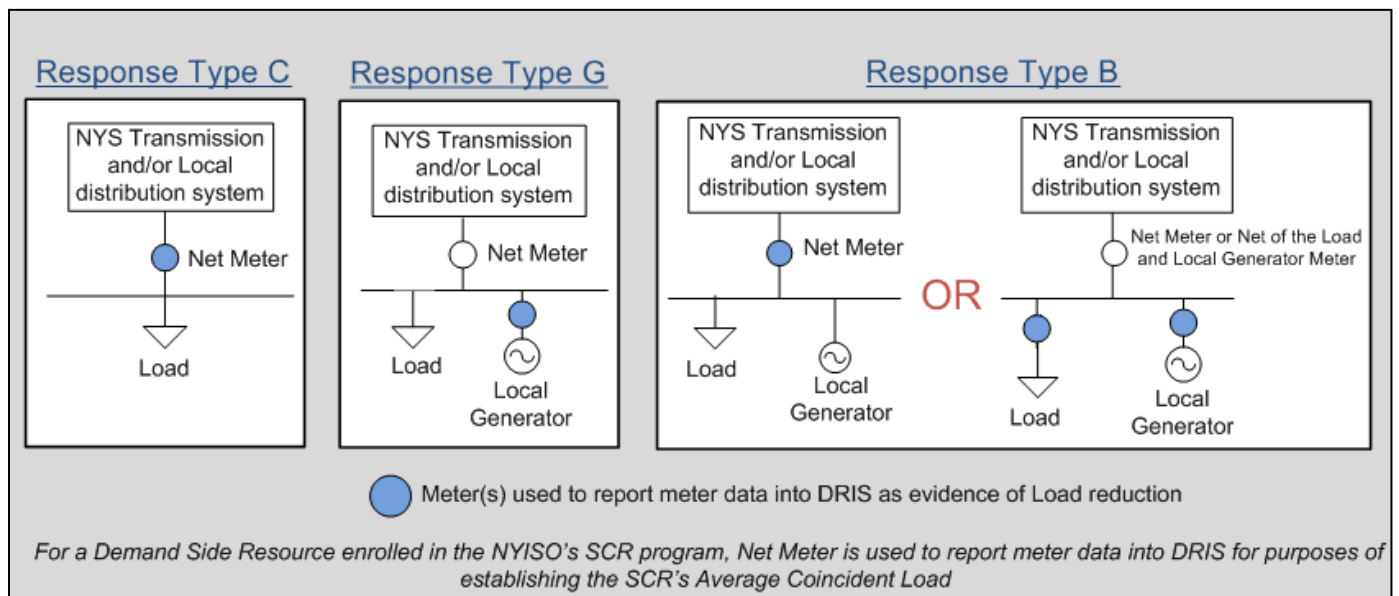 Response Type C
NYS Transmission
and/or Local
distribution system
Net Meter
Load
Response Type G
NYS Transmission
and/or Local
distribution system
Net Meter
Load
Local
Generator
Response Type B
NYS Transmission
and/or Local
distribution system
Net Meter
Load
Local
Generator
OR
NYS Transmission
and/or Local
distribution system
Net Meter or Net of the Load
and Local Generator Meter
Load
Local
Generator
Meter(s) used to report meter data into DRIS as evidence of Load reduction
For a Demand Side Resource enrolled in the NYISO's SCR program, Net Meter is used to report meter data into DRIS for purposes of
establishing the SCR's Average Coincident Load